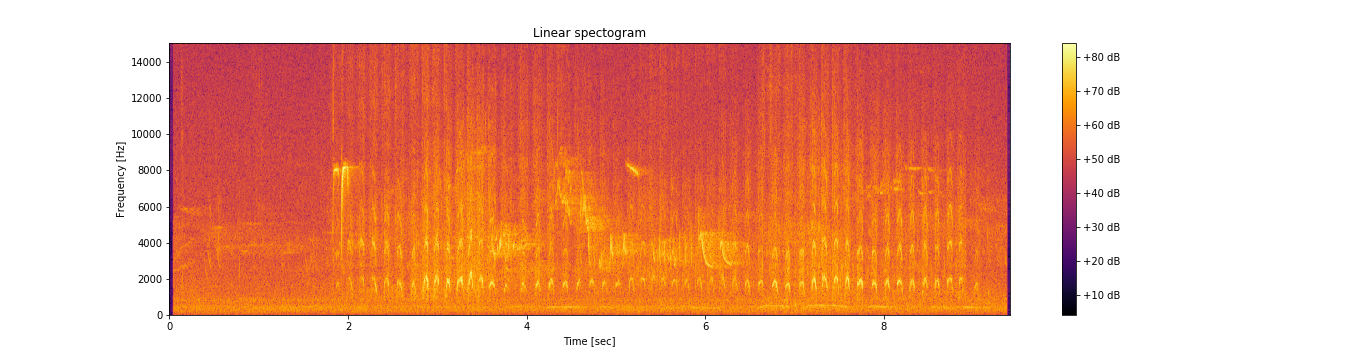 Linear spectogram
14000
12000
10000
8000
6000
4000
2000
0
Frequency [Hz]
0 2 4 6 8
Time [sec]
+80 dB
+70 dB
+60 dB
+50 dB
+40 dB
+30 dB
+20 dB
+10 dB